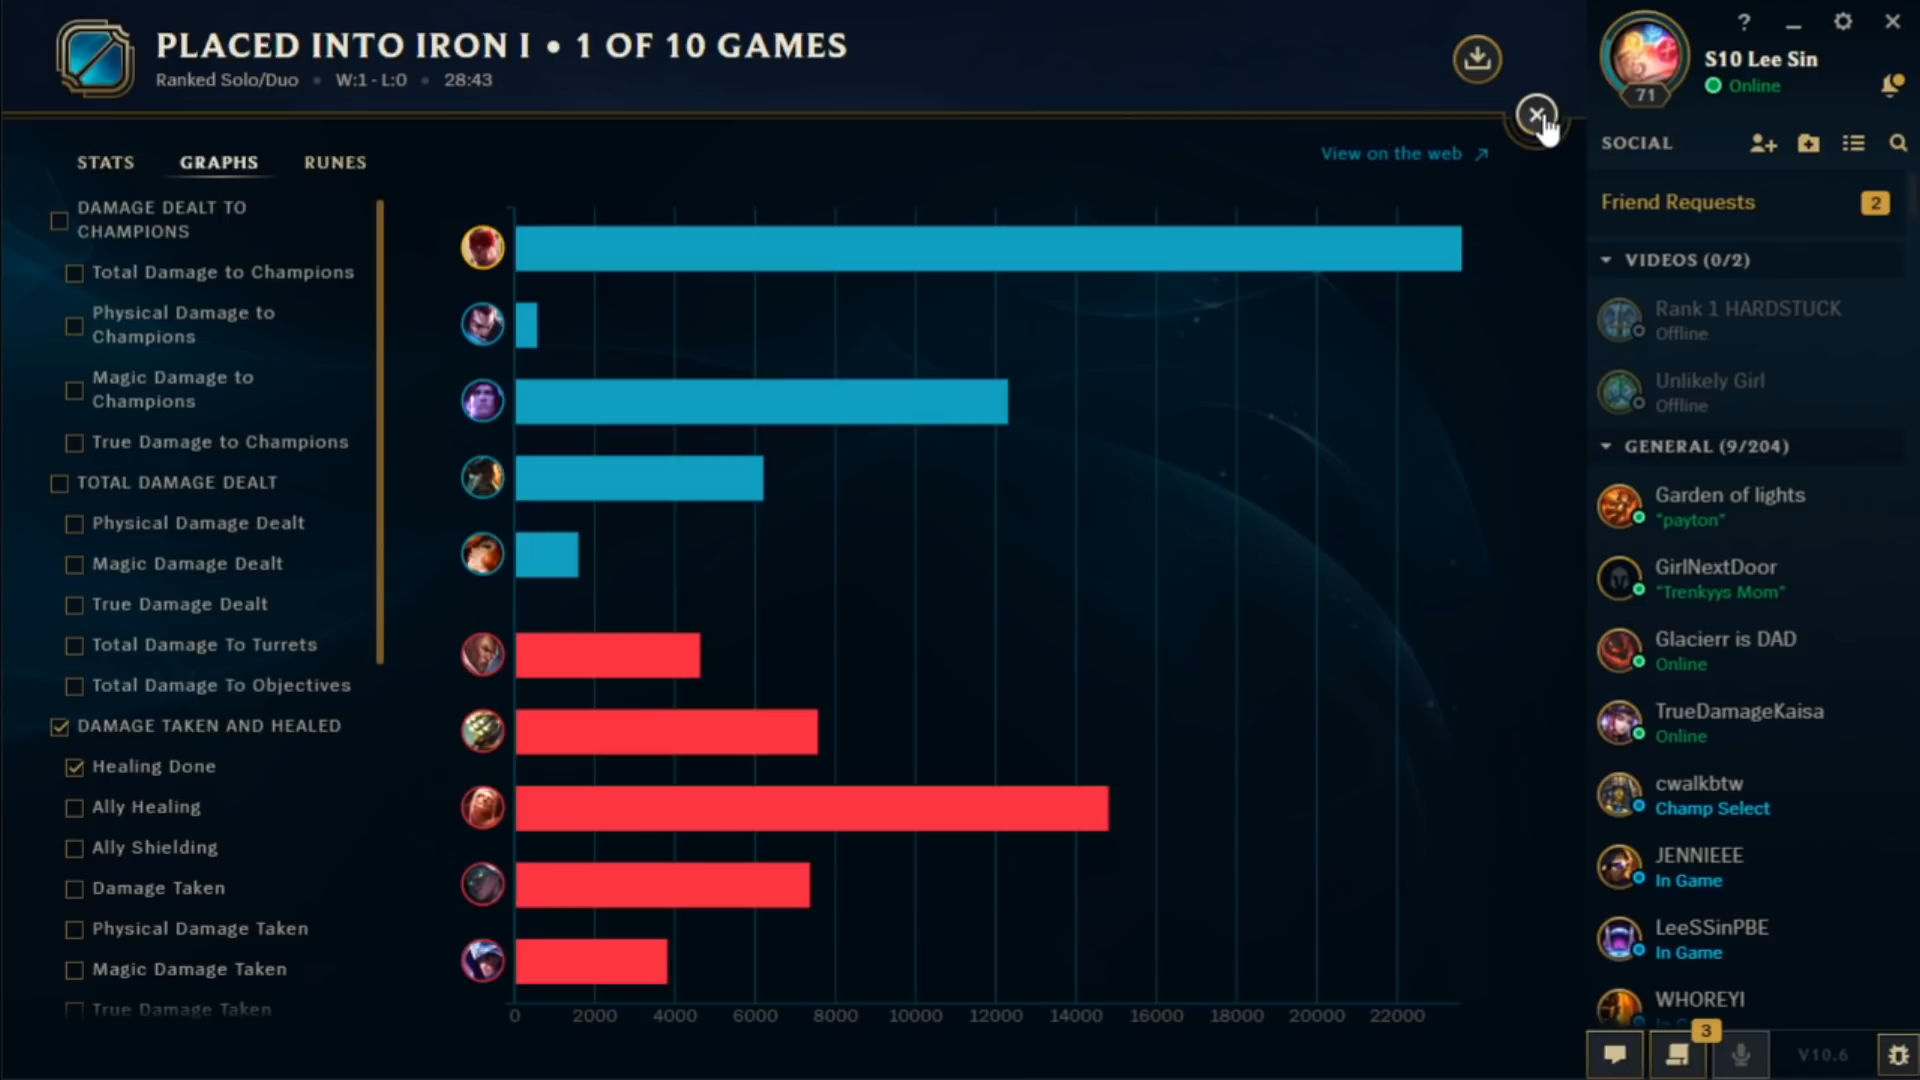 PLACED INTO IRON I • 1 OF 10 GAMES
Ranked Solo/Duo • W:1 - L:0 • 28:43
STATS GRAPHS RUNES
View on the web
DAMAGE DEALT TO
CHAMPIONS
Total Damage to Champions
Physical Damage to
Champions
Magic Damage to
Champions
True Damage to Champions
TOTAL DAMAGE DEALT
Physical Damage Dealt
Magic Damage Dealt
True Damage Dealt
Total Damage To Turrets
Total Damage To Objectives
DAMAGE TAKEN AND HEALED
Healing Done
Ally Healing
Ally Shielding
Damage Taken
Physical Damage Taken
Magic Damage Taken
True Damage Taken
0 2000 4000 6000 8000 10000 12000 14000 16000 18000 20000 22000
?
S10 Lee Sin
Online
71
SOCIAL
Friend Requests 2
VIDEOS (0/2)
Rank 1 HARDSTUCK
Offline
Unlikely Girl
Offline
GENERAL (9/204)
Garden of lights
"payton"
GirlNextDoor
"Trenkyys Mom"
Glacierr is DAD
Online
TrueDamageKaisa
Online
cwalkbtw
Champ Select
JENNIEEE
In Game
LeeSSinPBE
In Game
WHOREYI
3
V10.6